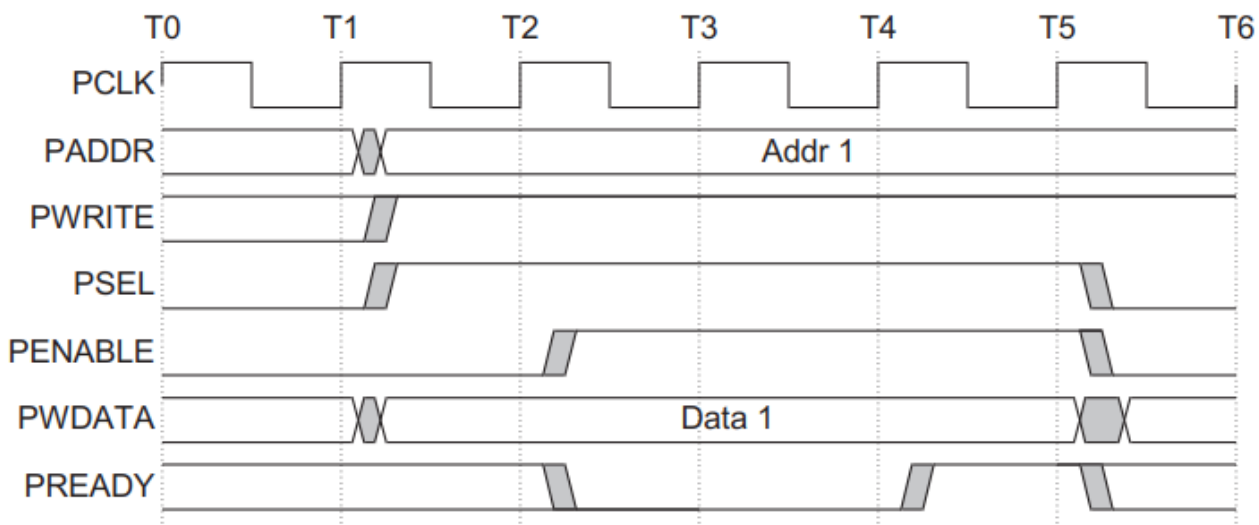 T0 T1 T2 T3 T4 T5 T6
PCLK
PADDR Addr 1
PWRITE
PSEL
PENABLE
PWDATA Data 1
PREADY